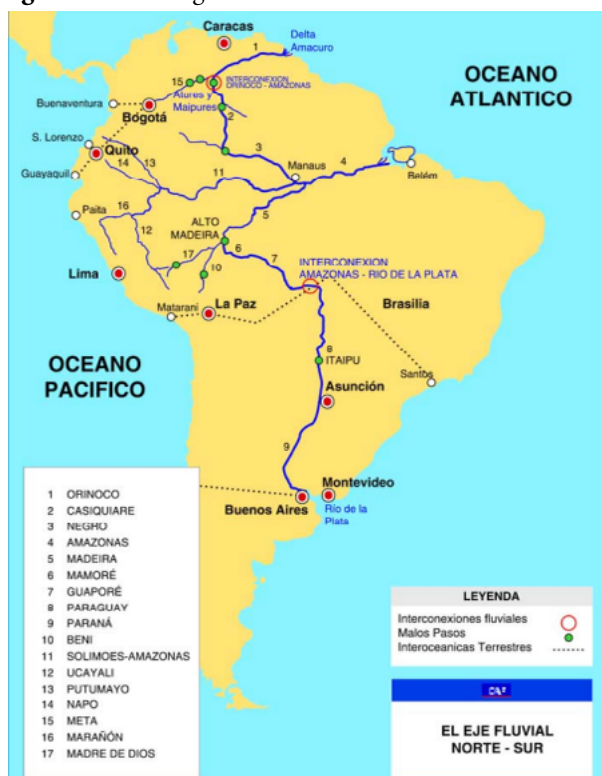 Caracas
1
Delta
Amacuro
OCEANO
ATLANTICO
15
INTERCONEXION
ORINOCO - AMAZONAS
Atures y
Maipures
Buenaventura
Bogotá
2
S. Lorenzo
Quito
3
Manaus
4
Belém
13
14
11
Guayaquil
16
Paita
5
12
ALTO
MADEIRA
6
7
17
10
INTERCONEXION
AMAZONAS - RIO DE LA PLATA
Lima
La Paz
Matarani
Brasilia
OCEANO
PACIFICO
8
ITAIPU
Santos
Asunción
9
Montevideo
Buenos Aires
Río de la
Plata
1 ORINOCO
2 CASIQUIARE
3 NEGRO
4 AMAZONAS
5 MADEIRA
6 MAMORÉ
7 GUAPORÉ
8 PARAGUAY
9 PARANÁ
10 BENI
11 SOLIMOES-AMAZONAS
12 UCAYALI
13 PUTUMAYO
14 NAPO
15 META
16 MARAÑÓN
17 MADRE DE DIOS
LEYENDA
Interconexiones fluviales
Malos Pasos
Interoceanicas Terrestres
CAF
EL EJE FLUVIAL
NORTE - SUR